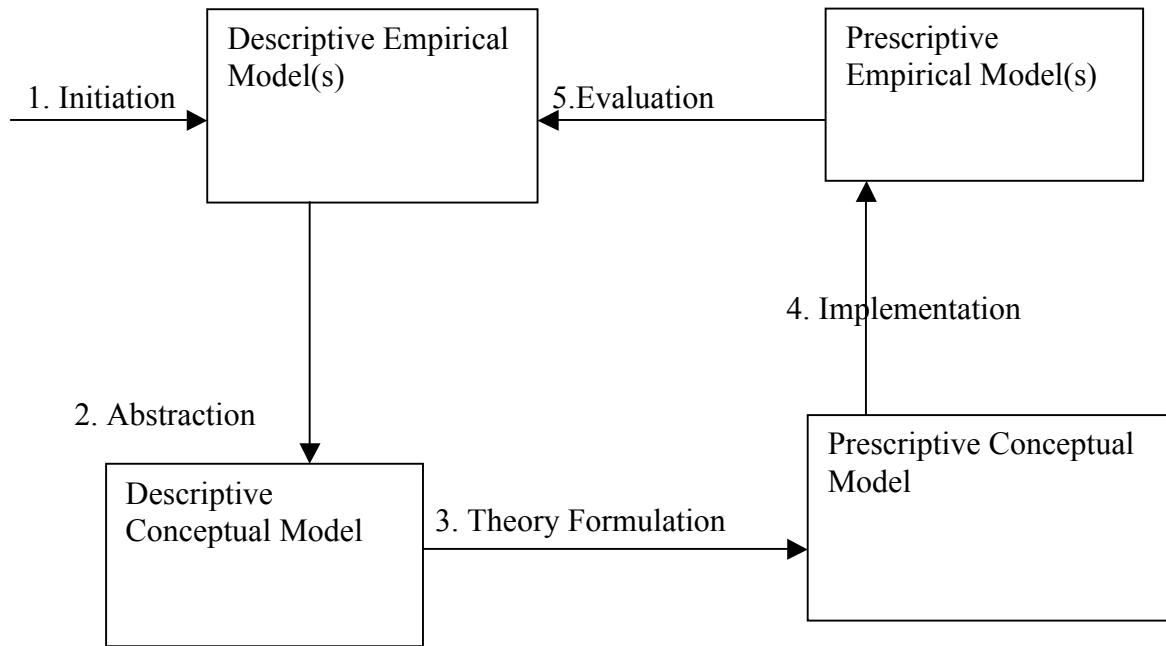 Descriptive Empirical
Model(s)
Prescriptive
Empirical Model(s)
1. Initiation
5.Evaluation
4. Implementation
2. Abstraction
Descriptive
Conceptual Model
3. Theory Formulation
Prescriptive Conceptual
Model